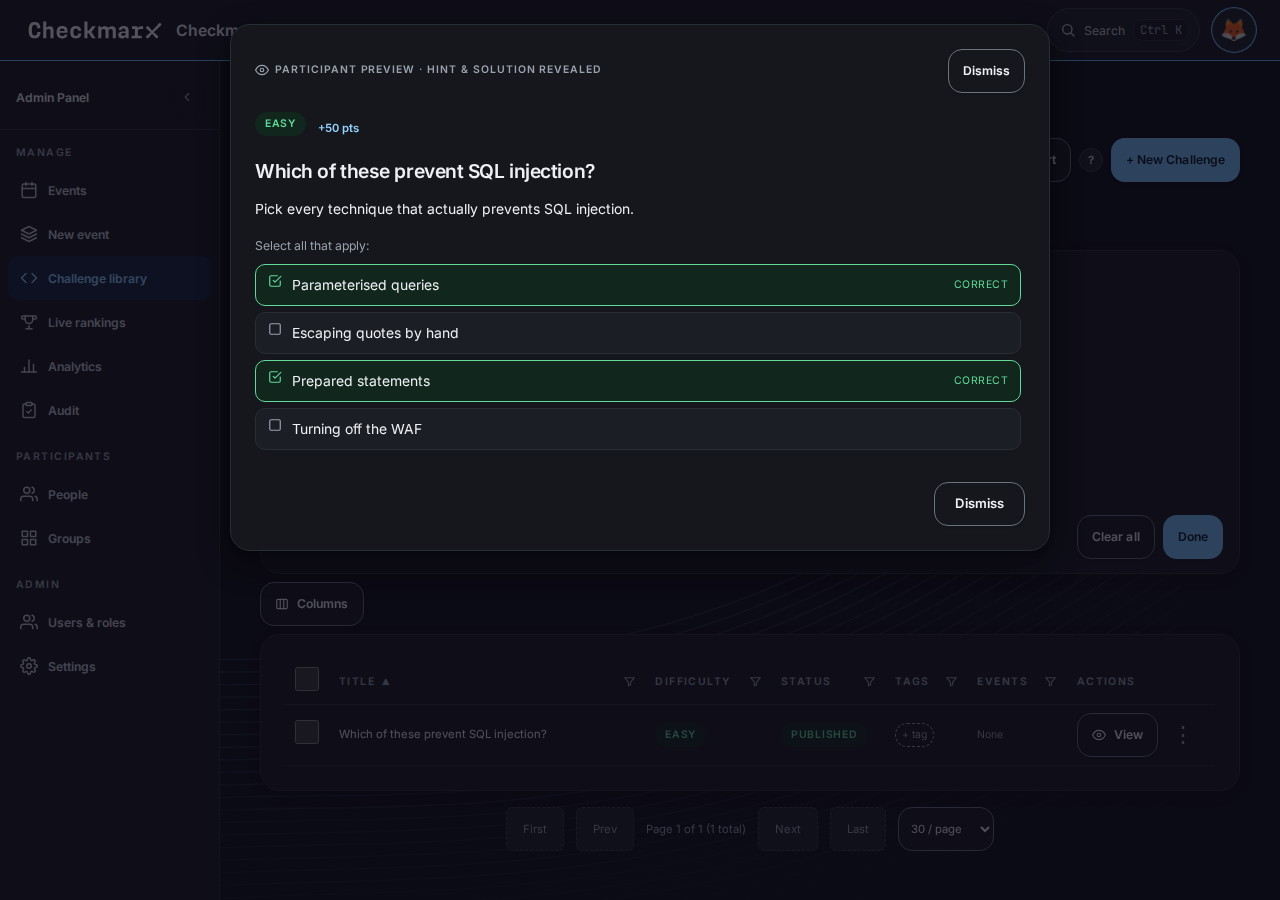 Checkmarx
Search Ctrl K
PARTICIPANT PREVIEW · HINT & SOLUTION REVEALED
Dismiss
Admin Panel
EASY
+50 pts
MANAGE
Events
? + New Challenge
Which of these prevent SQL injection?
Pick every technique that actually prevents SQL injection.
New event
Select all that apply:
Challenge library
Parameterised queries CORRECT
Live rankings
Escaping quotes by hand
Analytics
Prepared statements CORRECT
Audit
Turning off the WAF
PARTICIPANTS
People
Dismiss
Groups
Clear all Done
ADMIN
Columns
Users & roles
Settings
TITLE ▲ DIFFICULTY STATUS TAGS EVENTS ACTIONS
Which of these prevent SQL injection? EASY PUBLISHED + tag None View
First Prev Page 1 of 1 (1 total) Next Last 30 / page